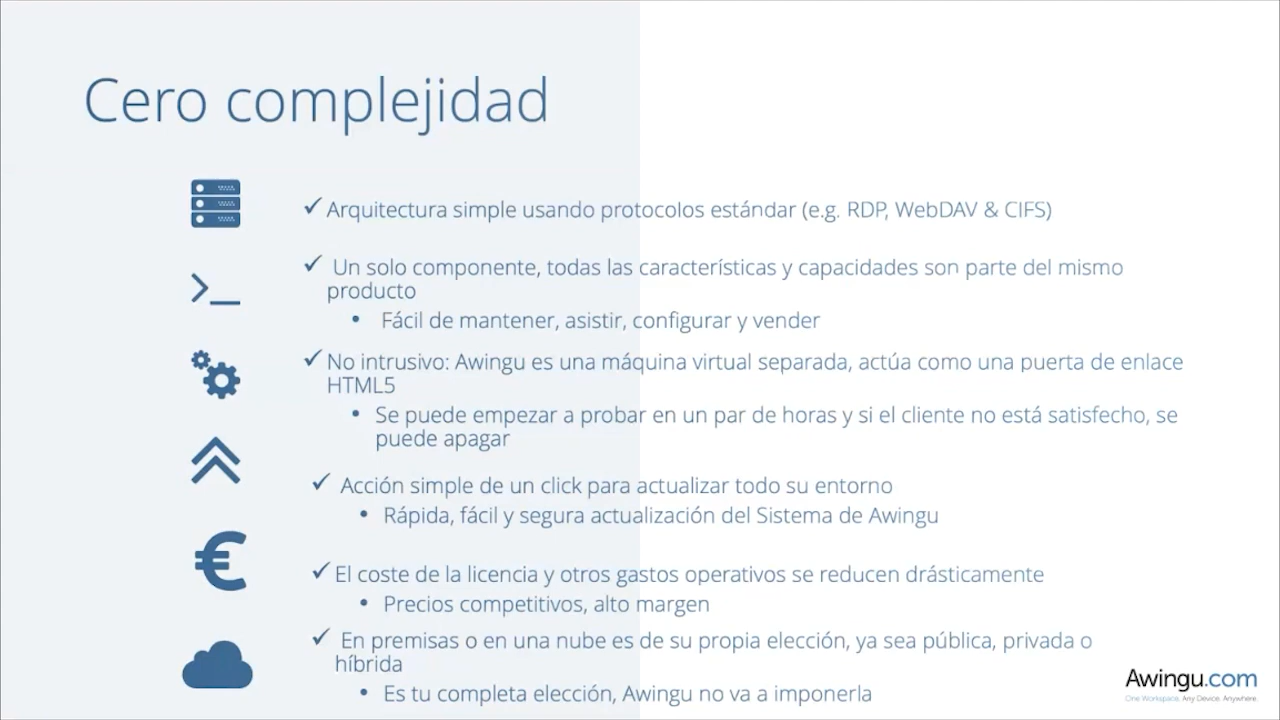 Cero complejidad
✓ Arquitectura simple usando protocolos estándar (e.g. RDP, WebDAV & CIFS)
✓ Un solo componente, todas las características y capacidades son parte del mismo
producto
• Fácil de mantener, asistir, configurar y vender
✓ No intrusivo: Awingu es una máquina virtual separada, actúa como una puerta de enlace
HTML5
• Se puede empezar a probar en un par de horas y si el cliente no está satisfecho, se
puede apagar
✓ Acción simple de un click para actualizar todo su entorno
• Rápida, fácil y segura actualización del Sistema de Awingu
✓ El coste de la licencia y otros gastos operativos se reducen drásticamente
• Precios competitivos, alto margen
✓ En premisas o en una nube es de su propia elección, ya sea pública, privada o
híbrida
• Es tu completa elección, Awingu no va a imponerla
Awingu.com
One Workspace. Any Device. Anywhere.